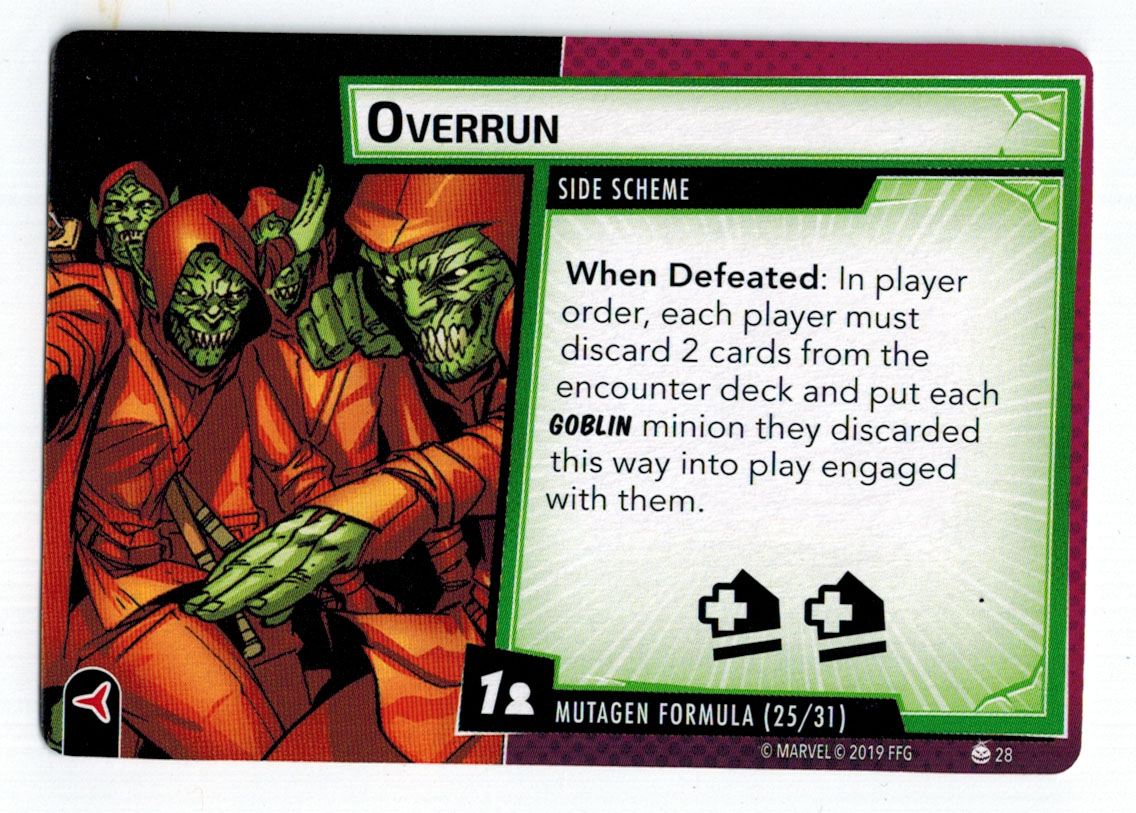 OVERRUN
SIDE SCHEME
When Defeated: In player
order, each player must
discard 2 cards from the
encounter deck and put each
GOBLIN minion they discarded
this way into play engaged
with them.
1
MUTAGEN FORMULA (25/31)
© MARVEL © 2019 FFG
28